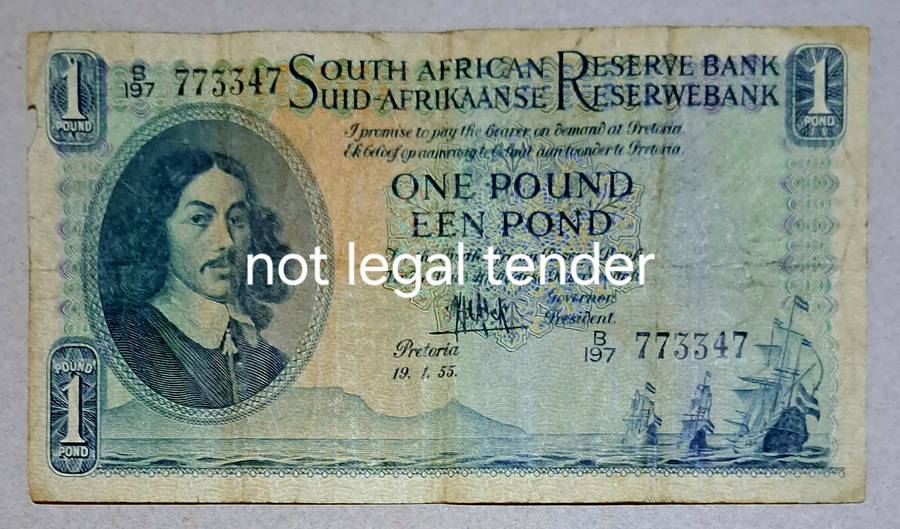 1
POUND
B
197 773347
SOUTH AFRICAN RESERVE BANK
SUID-AFRIKAANSE RESERWEBANK
1
POND
I promise to pay the bearer on demand at Pretoria
Ek beloof op aanvraag te betaal aan toonder te Pretoria.
ONE POUND
EEN POND
not legal tender
Governor
President.
B
197 773347
Pretoria
19. 1. 55.
POUND
1
POND